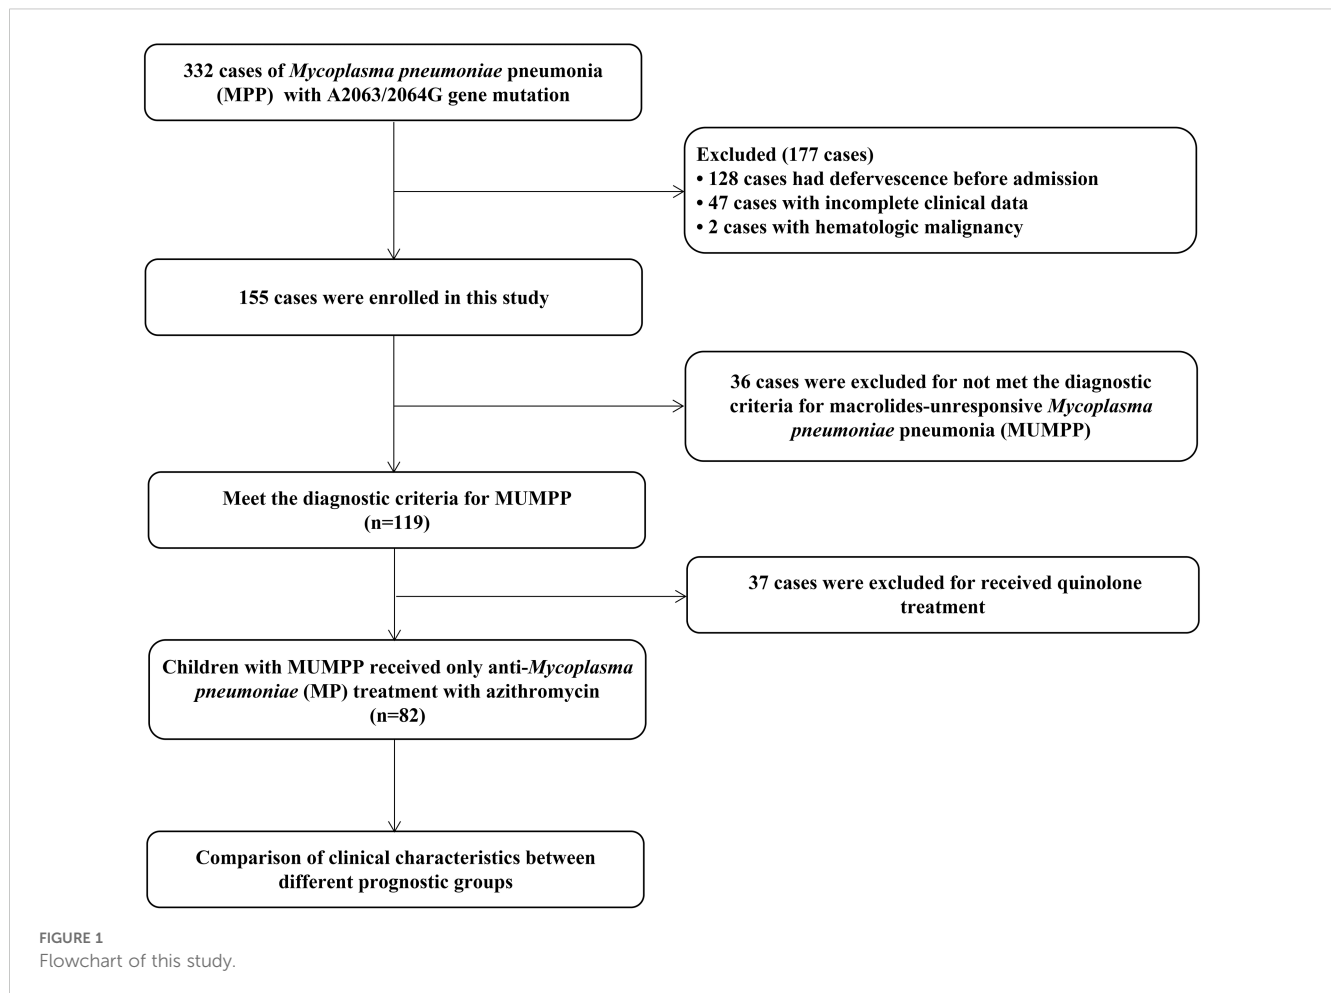 332 cases of Mycoplasma pneumoniae pneumonia
(MPP) with A2063/2064G gene mutation
Excluded (177 cases)
• 128 cases had defervescence before admission
• 47 cases with incomplete clinical data
• 2 cases with hematologic malignancy
155 cases were enrolled in this study
36 cases were excluded for not met the diagnostic
criteria for macrolides-unresponsive Mycoplasma
pneumoniae pneumonia (MUMPP)
Meet the diagnostic criteria for MUMPP
(n=119)
37 cases were excluded for received quinolone
treatment
Children with MUMPP received only anti-Mycoplasma
pneumoniae (MP) treatment with azithromycin
(n=82)
Comparison of clinical characteristics between
different prognostic groups
FIGURE 1
Flowchart of this study.